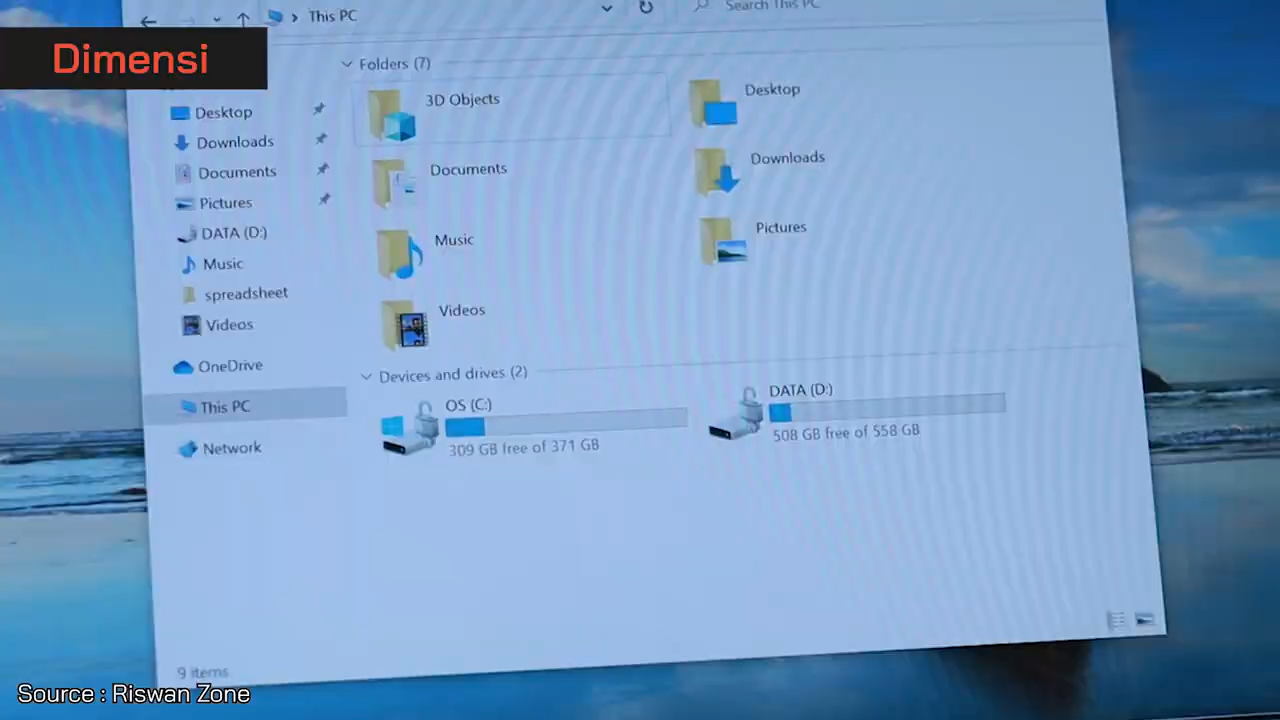 This PC
Search This PC
Dimensi
Folders (7)
3D Objects
Desktop
Documents
Downloads
Music
Pictures
Videos
Desktop
Downloads
Documents
Pictures
DATA (D:)
Music
spreadsheet
Videos
OneDrive
This PC
Network
Devices and drives (2)
OS (C:)
309 GB free of 371 GB
DATA (D:)
508 GB free of 558 GB
9 items
Source : Riswan Zone